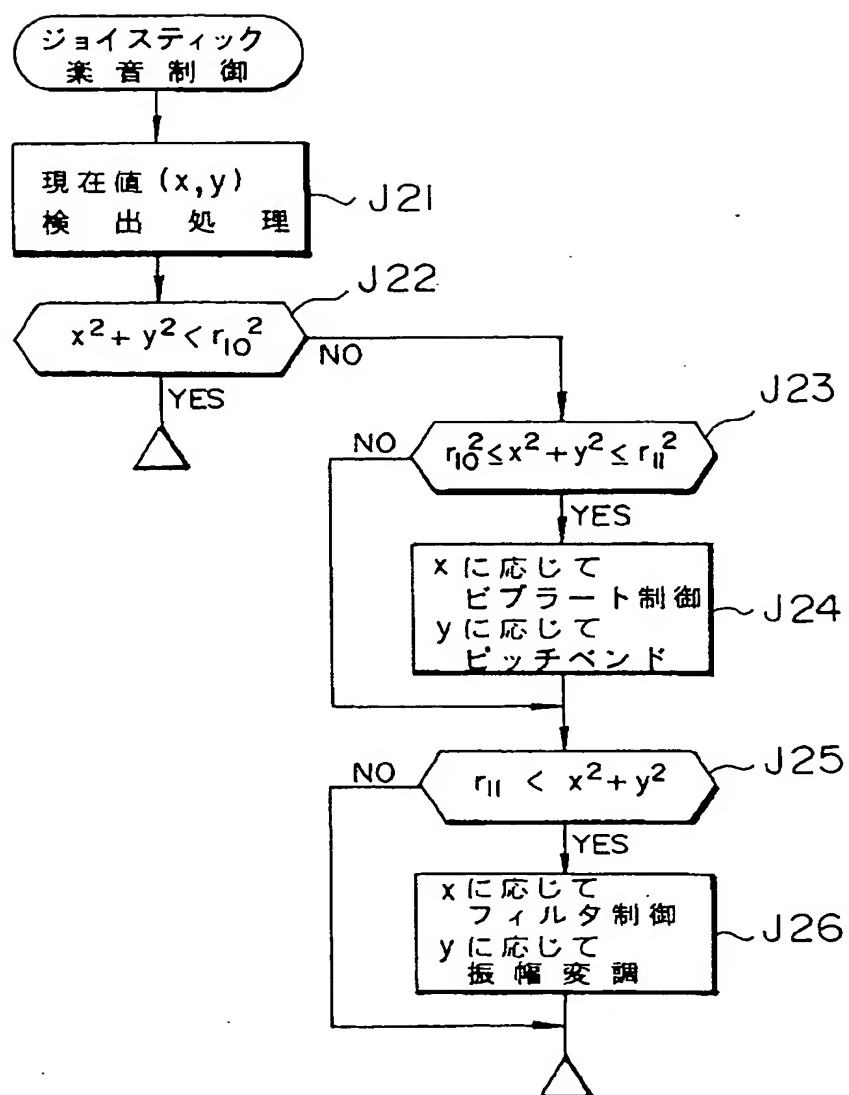 ジョイスティック
楽音制御
現在値 (x,y)
検出処理
J21
J22
x² + y² < r₁₀²
NO
YES
J23
NO
r₁₀² ≤ x² + y² ≤ r₁₁²
YES
xに応じて
ビブラート制御
yに応じて
ピッチベンド
J24
J25
NO
r₁₁ < x² + y²
YES
xに応じて
フィルタ制御
yに応じて
振幅変調
J26